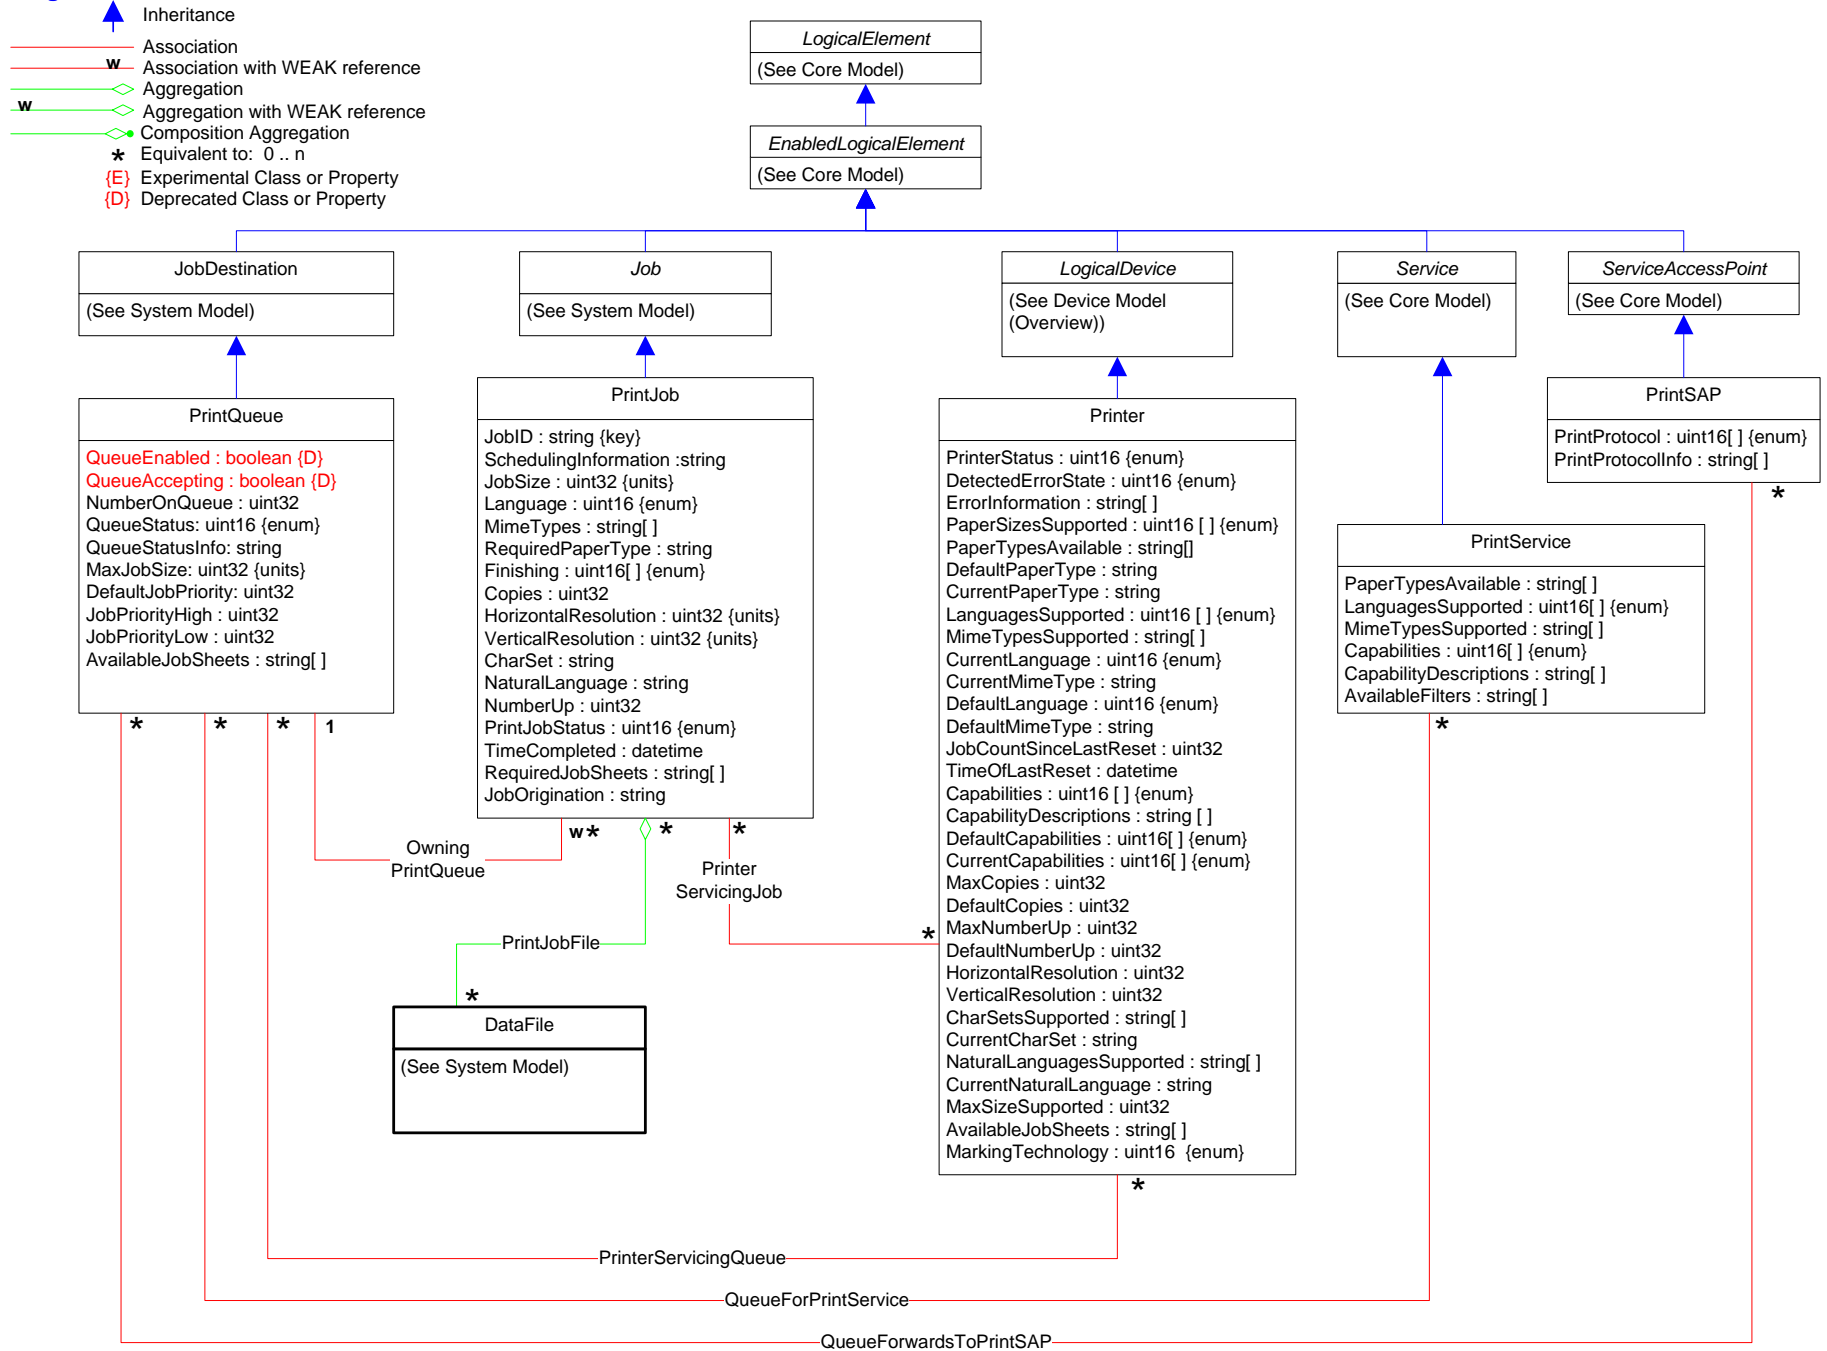 Inheritance
Association
w
Association with WEAK reference
Aggregation
w
Aggregation with WEAK reference
Composition Aggregation
* Equivalent to: 0 .. n
{E} Experimental Class or Property
{D} Deprecated Class or Property
LogicalElement
(See Core Model)
EnabledLogicalElement
(See Core Model)
JobDestination
(See System Model)
Job
(See System Model)
LogicalDevice
(See Device Model
(Overview))
Service
(See Core Model)
ServiceAccessPoint
(See Core Model)
PrintQueue
QueueEnabled : boolean {D}
QueueAccepting : boolean {D}
NumberOnQueue : uint32
QueueStatus: uint16 {enum}
QueueStatusInfo: string
MaxJobSize: uint32 {units}
DefaultJobPriority: uint32
JobPriorityHigh : uint32
JobPriorityLow : uint32
AvailableJobSheets : string[ ]
* * * 1
PrintJob
JobID : string {key}
SchedulingInformation :string
JobSize : uint32 {units}
Language : uint16 {enum}
MimeTypes : string[ ]
RequiredPaperType : string
Finishing : uint16[ ] {enum}
Copies : uint32
HorizontalResolution : uint32 {units}
VerticalResolution : uint32 {units}
CharSet : string
NaturalLanguage : string
NumberUp : uint32
PrintJobStatus : uint16 {enum}
TimeCompleted : datetime
RequiredJobSheets : string[ ]
JobOrigination : string
w* * *
Printer
PrinterStatus : uint16 {enum}
DetectedErrorState : uint16 {enum}
ErrorInformation : string[ ]
PaperSizesSupported : uint16 [ ] {enum}
PaperTypesAvailable : string[]
DefaultPaperType : string
CurrentPaperType : string
LanguagesSupported : uint16 [ ] {enum}
MimeTypesSupported : string[ ]
CurrentLanguage : uint16 {enum}
CurrentMimeType : string
DefaultLanguage : uint16 {enum}
DefaultMimeType : string
JobCountSinceLastReset : uint32
TimeOfLastReset : datetime
Capabilities : uint16 [ ] {enum}
CapabilityDescriptions : string [ ]
DefaultCapabilities : uint16[ ] {enum}
CurrentCapabilities : uint16[ ] {enum}
MaxCopies : uint32
DefaultCopies : uint32
MaxNumberUp : uint32
DefaultNumberUp : uint32
HorizontalResolution : uint32
VerticalResolution : uint32
CharSetsSupported : string[ ]
CurrentCharSet : string
NaturalLanguagesSupported : string[ ]
CurrentNaturalLanguage : string
MaxSizeSupported : uint32
AvailableJobSheets : string[ ]
MarkingTechnology : uint16 {enum}
*
PrintSAP
PrintProtocol : uint16[ ] {enum}
PrintProtocolInfo : string[ ]
*
PrintService
PaperTypesAvailable : string[ ]
LanguagesSupported : uint16[ ] {enum}
MimeTypesSupported : string[ ]
Capabilities : uint16[ ] {enum}
CapabilityDescriptions : string[ ]
AvailableFilters : string[ ]
*
Owning
PrintQueue
Printer
ServicingJob
*
PrintJobFile
*
DataFile
(See System Model)
PrinterServicingQueue
QueueForPrintService
QueueForwardsToPrintSAP